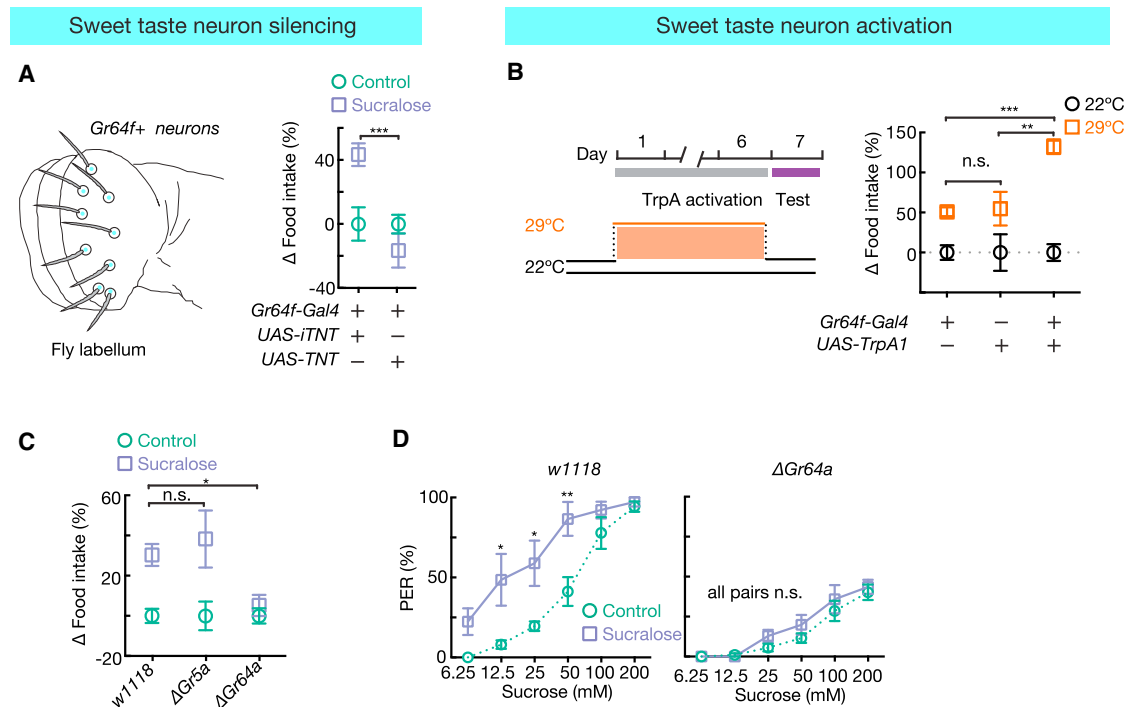 Sweet taste neuron silencing
Sweet taste neuron activation
A
Control
Sucralose
Gr64f+ neurons
Fly labellum
***
Δ Food intake (%)
40
0
-40
Gr64f-Gal4 + +
UAS-iTNT + −
UAS-TNT − +
B
Day 1 6 7
TrpA activation Test
29ºC
22ºC
22ºC
29ºC
***
**
n.s.
Δ Food intake (%)
150
100
50
0
Gr64f-Gal4 + − +
UAS-TrpA1 − + +
C
Control
Sucralose
*
n.s.
Δ Food intake (%)
60
20
-20
w1118 ΔGr5a ΔGr64a
D
w1118
**
*
*
PER (%)
100
50
0
Control
Sucralose
6.25 12.5 25 50 100 200
Sucrose (mM)
ΔGr64a
all pairs n.s.
6.25 12.5 25 50 100 200
Sucrose (mM)